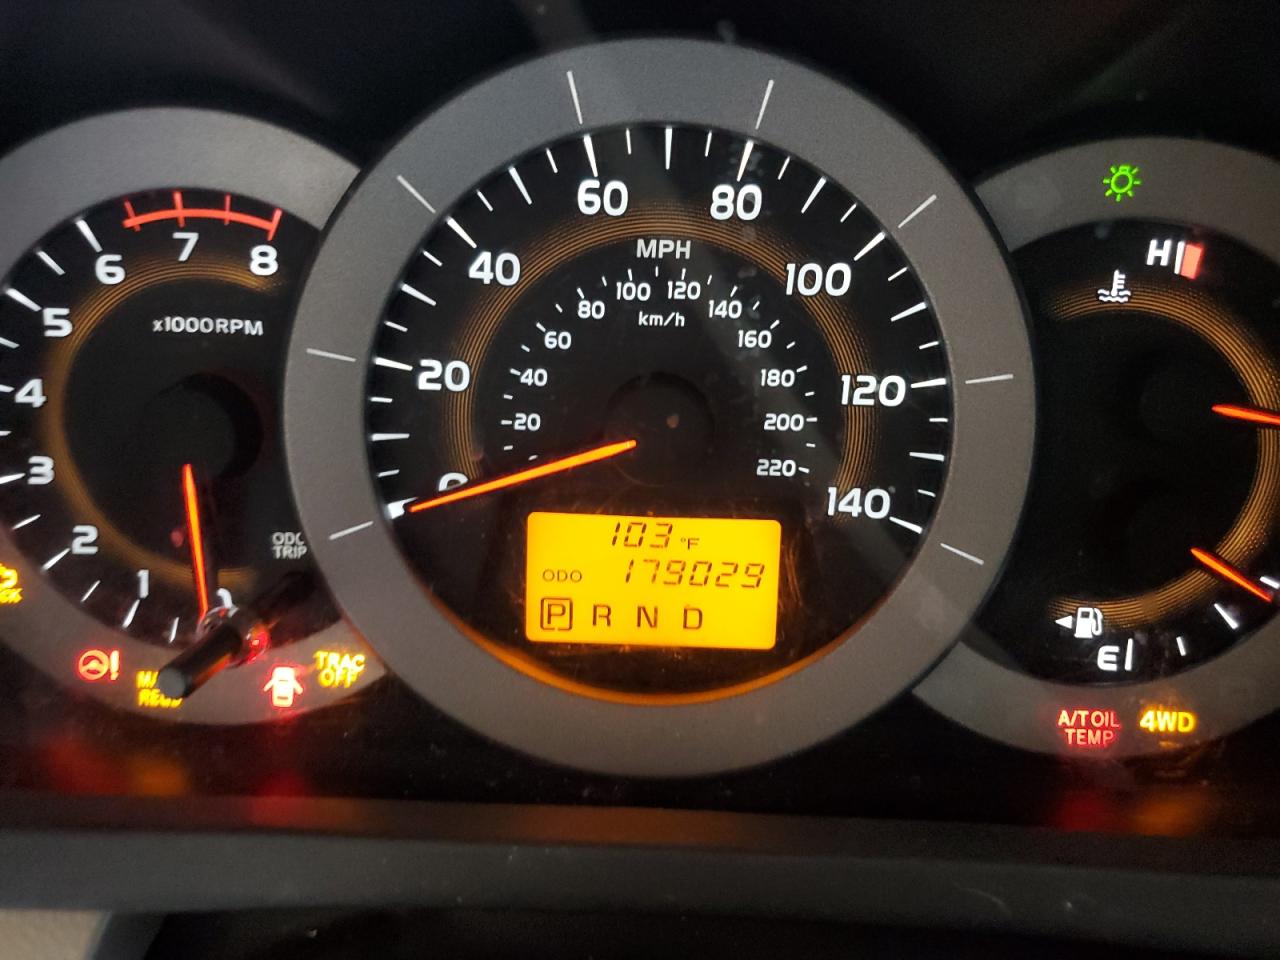 6 7 8
x1000RPM
5
4
3
2
1
ODO
TRIP
TRAC
OFF
60 80
MPH
40 100
100 120
80 140
km/h
60 160
20 120
40 180
20 200
220
0 140
103 °F
ODO 179029
P R N D
H
E
A/T OIL
TEMP
4WD